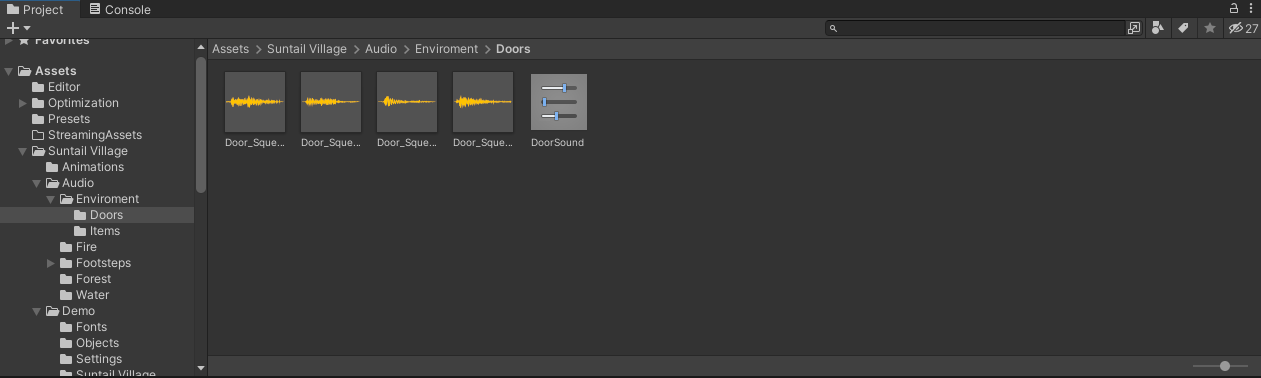 Project Console
27
Favorites
Assets
Editor
Optimization
Presets
StreamingAssets
Suntail Village
Animations
Audio
Enviroment
Doors
Items
Fire
Footsteps
Forest
Water
Demo
Fonts
Objects
Settings
Suntail Village
Assets > Suntail Village > Audio > Enviroment > Doors
Door_Sque... Door_Sque... Door_Sque... Door_Sque... DoorSound